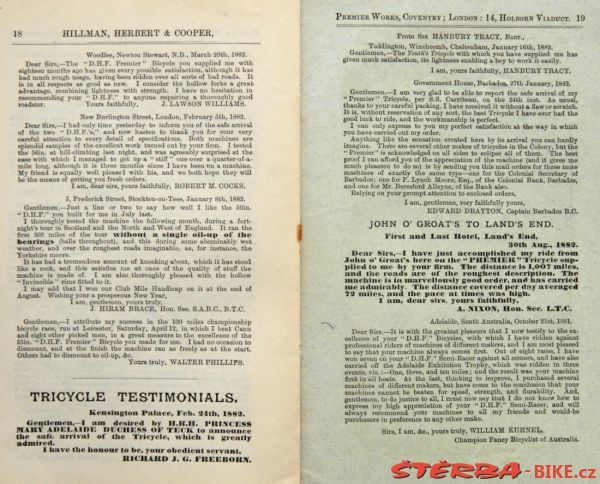 18 HILLMAN, HERBERT & COOPER,
Woodlee, Newton Stewart, N.B., March 29th, 1882.
Dear Sirs,—The "D.H.F. Premier" Bicycle you supplied me with
eighteen months ago has given every possible satisfaction, although it has
had much rough usage, having been ridden over all sorts of bad roads. It
is in all respects as good as new. I consider the hollow forks a great
advantage, combining lightness with strength. I have no hesitation in
recommending your "D.H.F." to anyone requiring a thoroughly good
roadster. Yours faithfully, J. LAWSON WILLIAMS.
New Burlington Street, London, February 5th, 1882.
Dear Sirs,—I had only time yesterday to inform you of the safe arrival
of the two "D.H.F.'s," and now hasten to thank you for your very
careful attention to every detail of specifications. Both machines are
splendid samples of the excellent work turned out by your firm. I tested
the 56in. at hill-climbing last night, and was agreeably surprised at the
ease with which I managed to get up a "stiff" one over a quarter-of-a-
mile long, although it is three months since I have been on a machine.
My friend is equally well pleased with his, and we both hope they will
be the means of getting you fresh orders.
I am, dear sirs, yours faithfully, ROBERT M. COCKS.
5, Frederick Street, Stockton-on-Tees, January 8th, 1883.
Gentlemen,—Just a line or two to say how well I like the 55in.
"D.H.F." you built for me in July last.
I thoroughly tested the machine the following month, during a fort-
night's tour in Scotland and the North and West of England. It ran the
first 303 miles of the tour without a single oil-up of the
bearings (balls throughout), and this during some abominably wet
weather, and over the roughest roads imaginable, as, for instance, the
Yorkshire moors.
It has had a tremendous amount of knocking about, which it has stood
like a rock, and this satisfies me at once of the quality of stuff the
machine is made of. I am also thoroughly pleased with the hollow
"Invincible" rims fitted to it.
I may add that I won our Club Mile Handicap on it at the end of
August. Wishing your a prosperous New Year,
I am, gentlemen, yours truly,
J. HIRAM BRACE, Hon. Sec. S.A.B.C., B.T.C.
Gentlemen,—I attribute my success in the 100 miles championship
bicycle race, run at Leicester, Saturday, April 12, in which I beat Cann
and eight other picked men, in a great measure to the excellence of the
55in. "D.H.F. Premier" Bicycle you made for me. I had no occasion to
dismount, and at the finish the machine ran as freely as at the start.
Others had to dismount to oil-up, &c.
Yours truly, WALTER PHILLIPS.
TRICYCLE TESTIMONIALS.
Kensington Palace, Feb. 24th, 1882.
Gentlemen,—I am desired by H.R.H. PRINCESS
MARY ADELAIDE DUCHESS OF TECK to announce
the safe arrival of the Tricycle, which is greatly
admired.
I have the honour to be, your obedient servant,
RICHARD J. G. FREEBORN.
PREMIER WORKS, COVENTRY; LONDON: 14, HOLBORN VIADUCT. 19
From SIR HANBURY TRACY, BART.,
Toddington, Winchcomb, Cheltenham, January 16th, 1882.
Gentlemen,—The Youth's Tricycle with which you have supplied me has
given much satisfaction, its lightness enabling a boy to work it easily.
I am, yours faithfully, HANBURY TRACY.
Government House, Barbados, 27th January, 1882.
Gentlemen,—I am very glad to be able to report the safe arrival of my
"Premier" Tricycle, per S.S. Carribean, on the 24th inst. As usual,
thanks to your careful packing, I have received it without a flaw or scratch.
It is, without reservation of any sort, the best Tricycle I have ever had the
good luck to ride, and the workmanship is perfect.
I can only express to you my perfect satisfaction at the way in which
you have carried out my order.
Anything like the sensation created here by its arrival you can hardly
imagine. There are several other makes of tricycles in the Colony, but the
"Premier" is acknowledged on all sides to eclipse all of them. The best
proof I can afford you of the appreciation of the machine (and it gives me
much pleasure to do so) is by sending you this mail orders for three more
machines of exactly the same type—one for the Colonial Secretary of
Barbados; one for F. Lynch Moore, Esq., of the Colonial Bank, Barbados,
and one for Mr. Beresford Alleyne, of the Bank also.
Relying on your prompt attention to enclosed orders,
I am, gentlemen, very yours faithfully,
EDWARD DRAYTON, Captain Barbados B.C.
JOHN O' GROAT'S TO LAND'S END.
First and Last Hotel, Land's End,
30th Aug., 1882.
Dear Sirs,—I have just accomplished my ride from
John o' Groat's here on the "PREMIER" Tricycle sup-
plied to me by your firm. The distance is 1,007 miles,
and the roads are of the roughest description. The
machine is in marvellously good order, and has carried
me admirably. The distance covered per day averaged
72 miles, and the pace at times was high.
I am, dear sirs, yours faithfully,
A. NIXON, Hon. Sec. L.T.C.
Adelaide, South Australia, October 21st, 1881.
Dear Sirs,—It is with the greatest pleasure that I now testify to the ex-
cellence of your "D.H.F." Bicycles, with which I have ridden against
professional riders of machines of different makers, and I am most pleased
to say that your machine always comes first. Out of eight races, I have
won seven on your "D.H.F." Semi-Racer against all comers, and have also
carried off the Adelaide Exhibition Trophy, which was ridden in three
events, viz.:—One, three, and ten miles; and the result was your machine
first in all heats. At the last, thinking to improve, I purchased several
machines of different makers, but have come to the conclusion that your
machines cannot be beaten for speed, strength, and durability. And,
gentlemen, to do justice to all, I must now say that I do not know how to
express my high appreciation of your "D.H.F." Semi-Racer, and will
always recommend your machines to all my friends and would-be
purchasers in preference to any other make.
Sirs, I am, &c., yours truly, WILLIAM KUHNEL,
Champion Fancy Bicyclist of Australia.
ŠTĚRBA-BIKE.cz